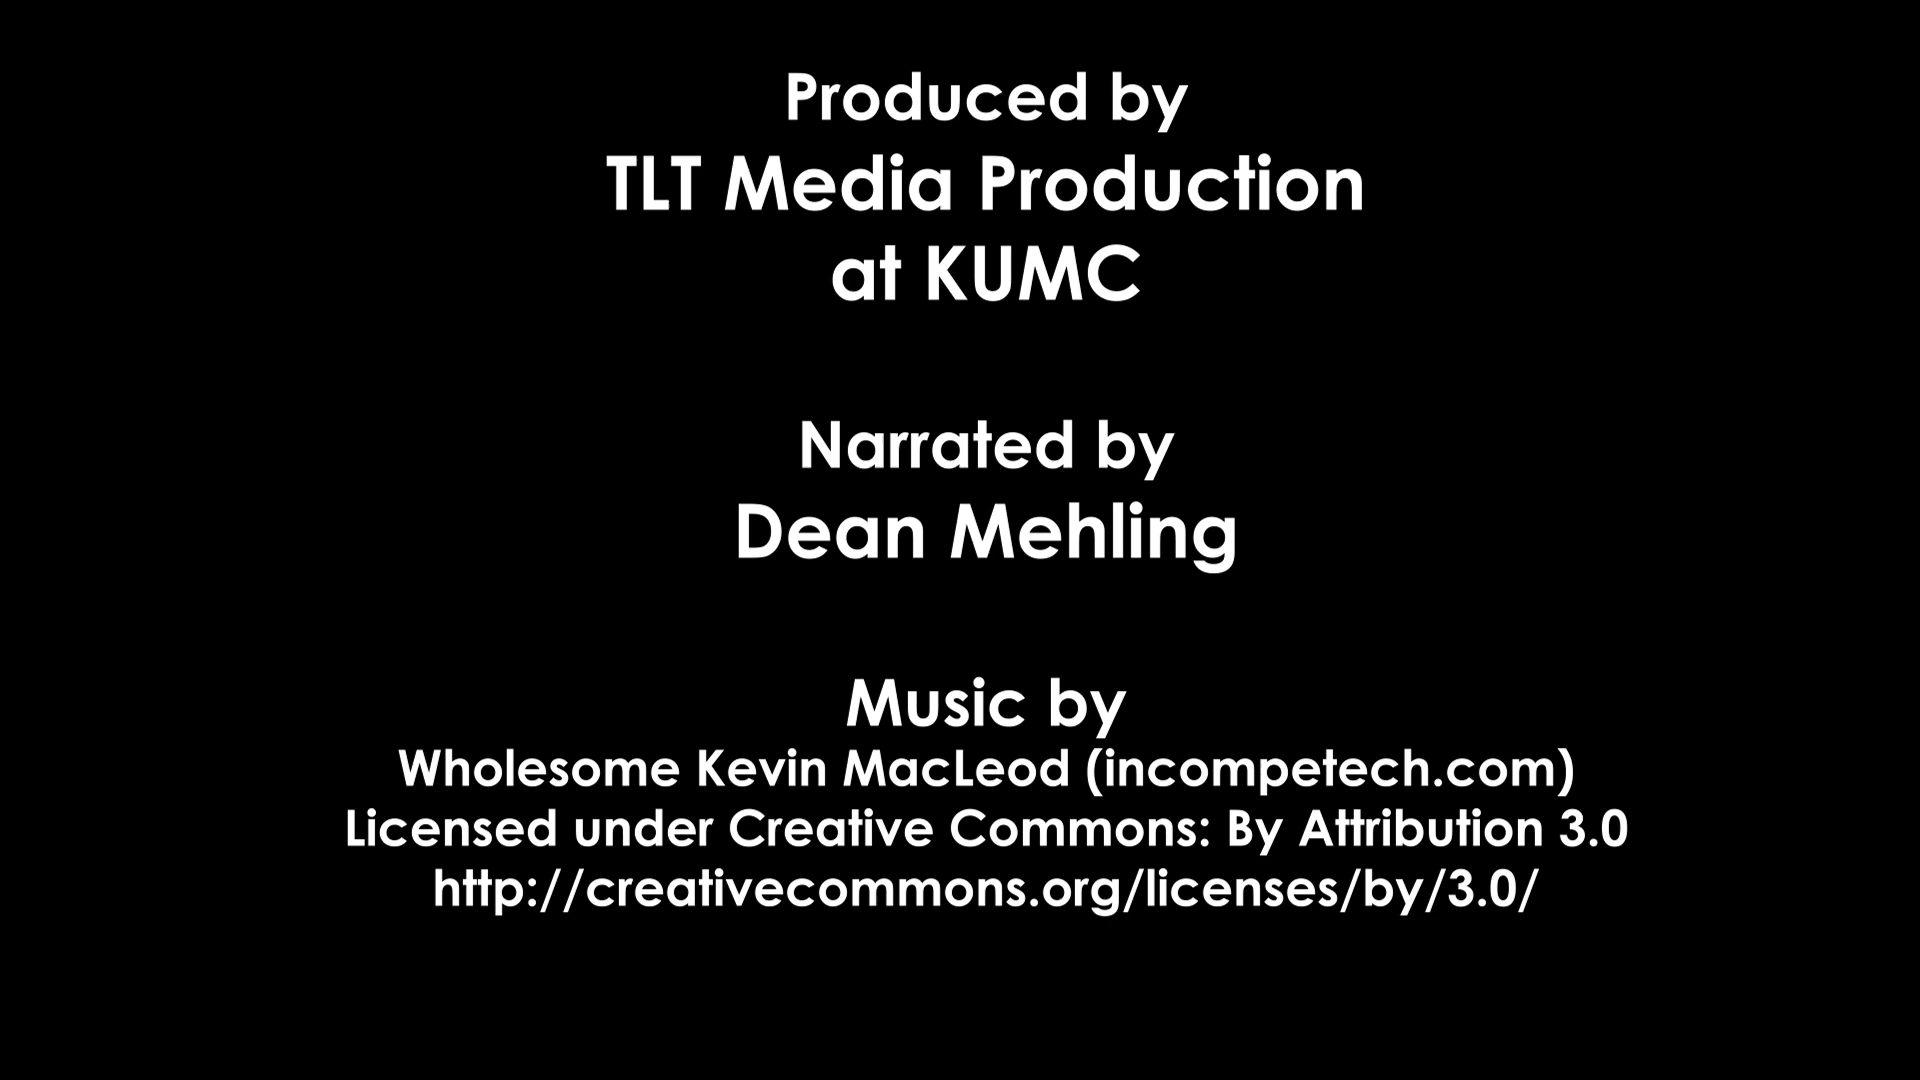 Produced by
TLT Media Production
at KUMC
Narrated by
Dean Mehling
Music by
Wholesome Kevin MacLeod (incompetech.com)
Licensed under Creative Commons: By Attribution 3.0
http://creativecommons.org/licenses/by/3.0/